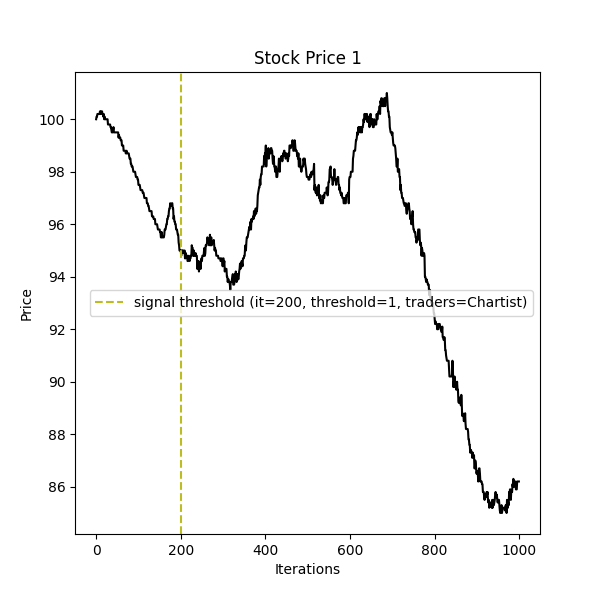 Stock Price 1
Price
100
98
96
94
92
90
88
86
signal threshold (it=200, threshold=1, traders=Chartist)
0 200 400 600 800 1000
Iterations